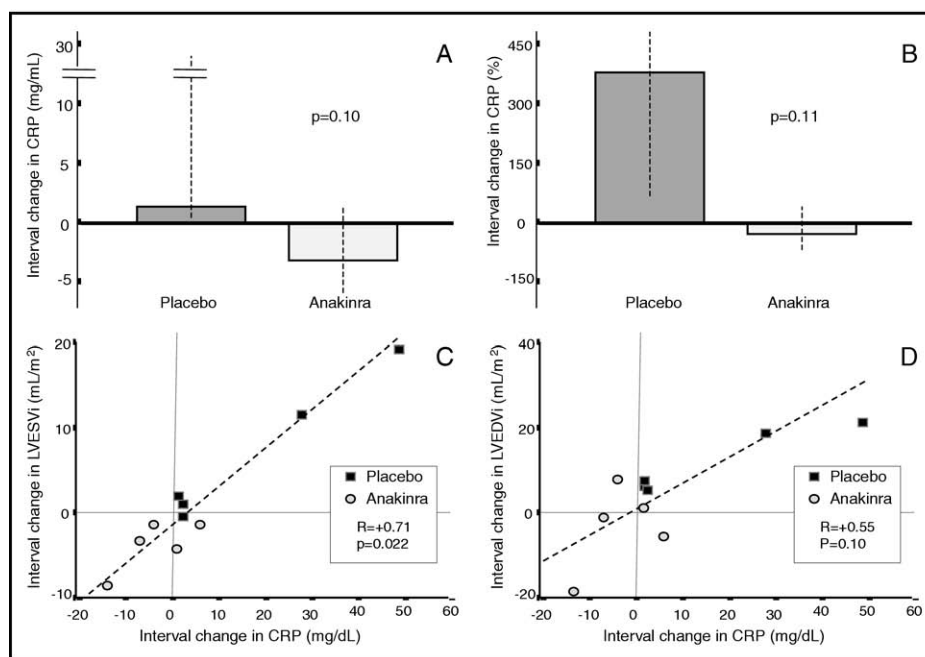 A
Interval change in CRP (mg/mL)
30
10
5
0
-5
p=0.10
Placebo
Anakinra
B
Interval change in CRP (%)
450
300
150
0
-150
p=0.11
Placebo
Anakinra
C
Interval change in LVESVi (mL/m²)
20
10
0
-10
Placebo
Anakinra
R=+0.71
p=0.022
-20 -10 0 10 20 30 40 50 60
Interval change in CRP (mg/dL)
D
Interval change in LVEDVi (mL/m²)
40
20
0
-20
Placebo
Anakinra
R=+0.55
P=0.10
-20 -10 0 10 20 30 40 50 60
Interval change in CRP (mg/dL)